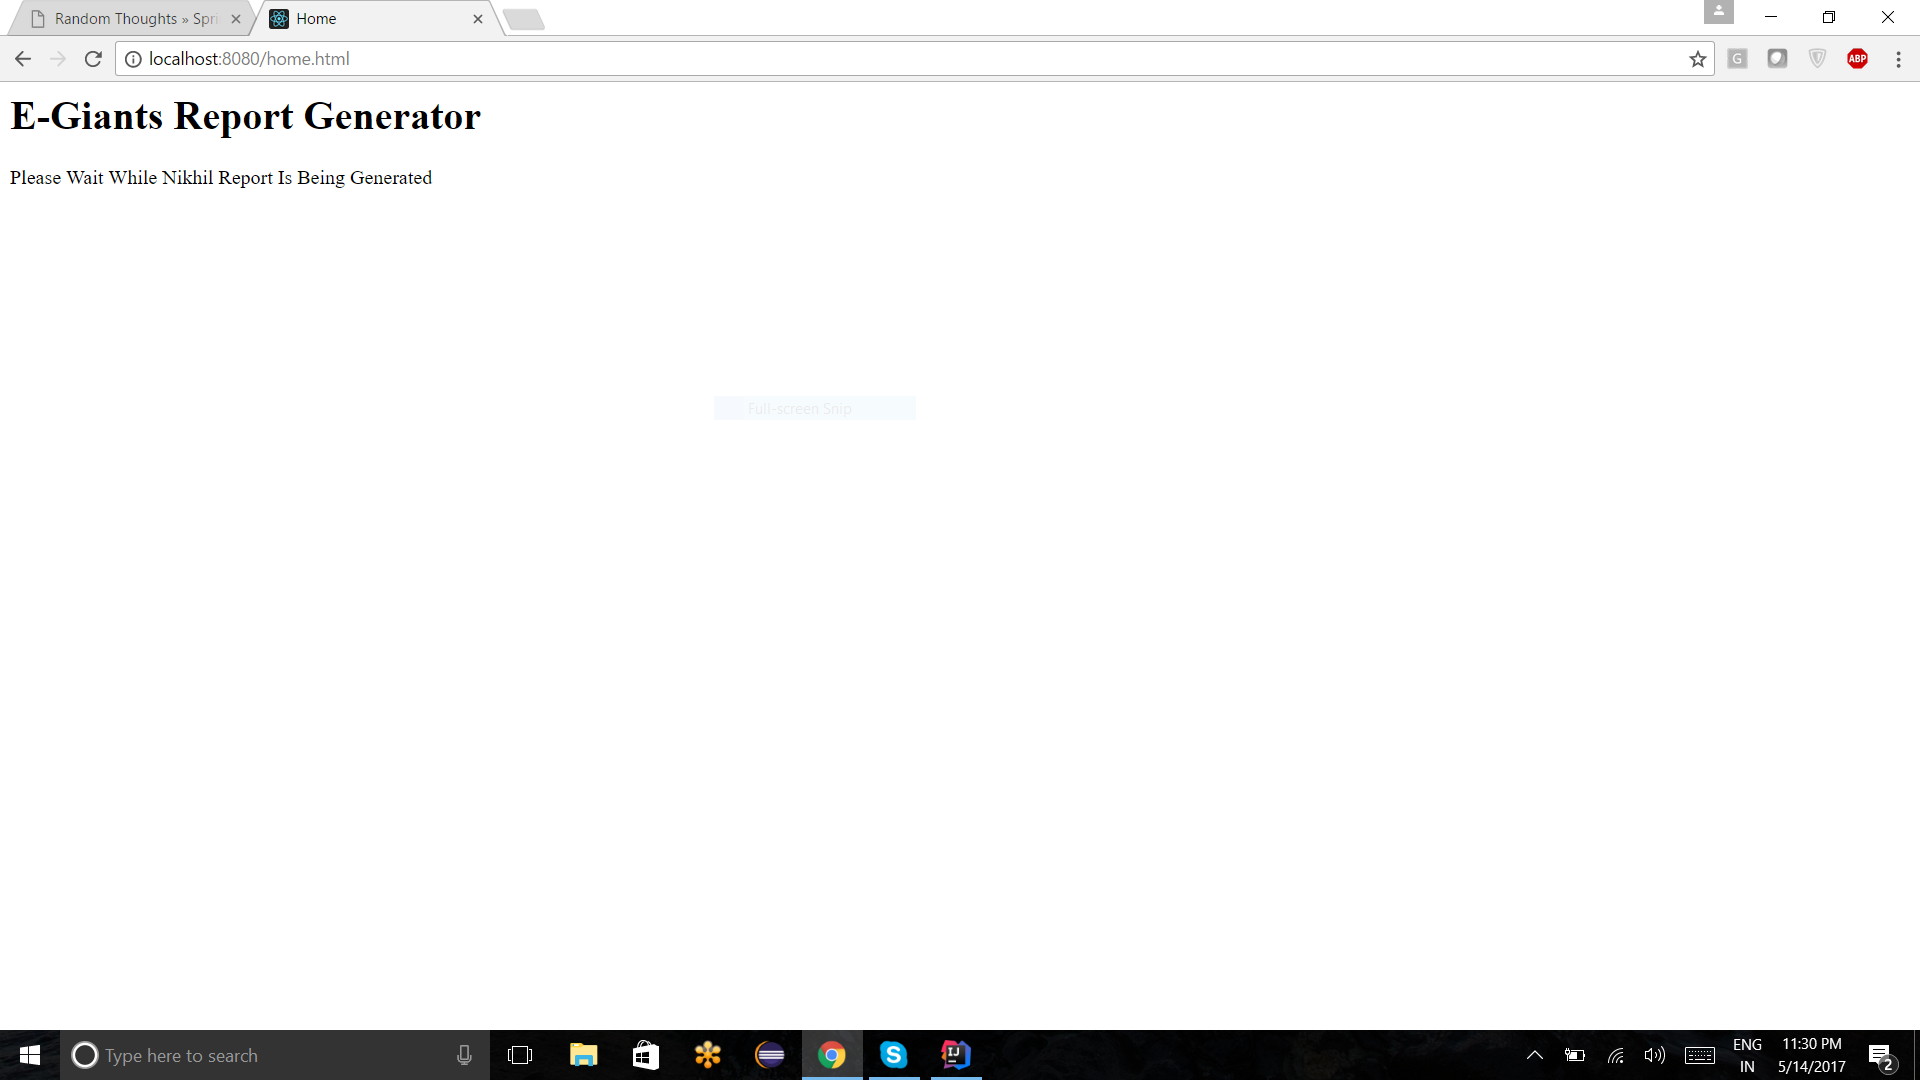 Random Thoughts » Spri
Home
localhost:8080/home.html
G
ABP
E-Giants Report Generator
Please Wait While Nikhil Report Is Being Generated
Full-screen Snip
Type here to search
IJ
ENG
IN
11:30 PM
5/14/2017
2